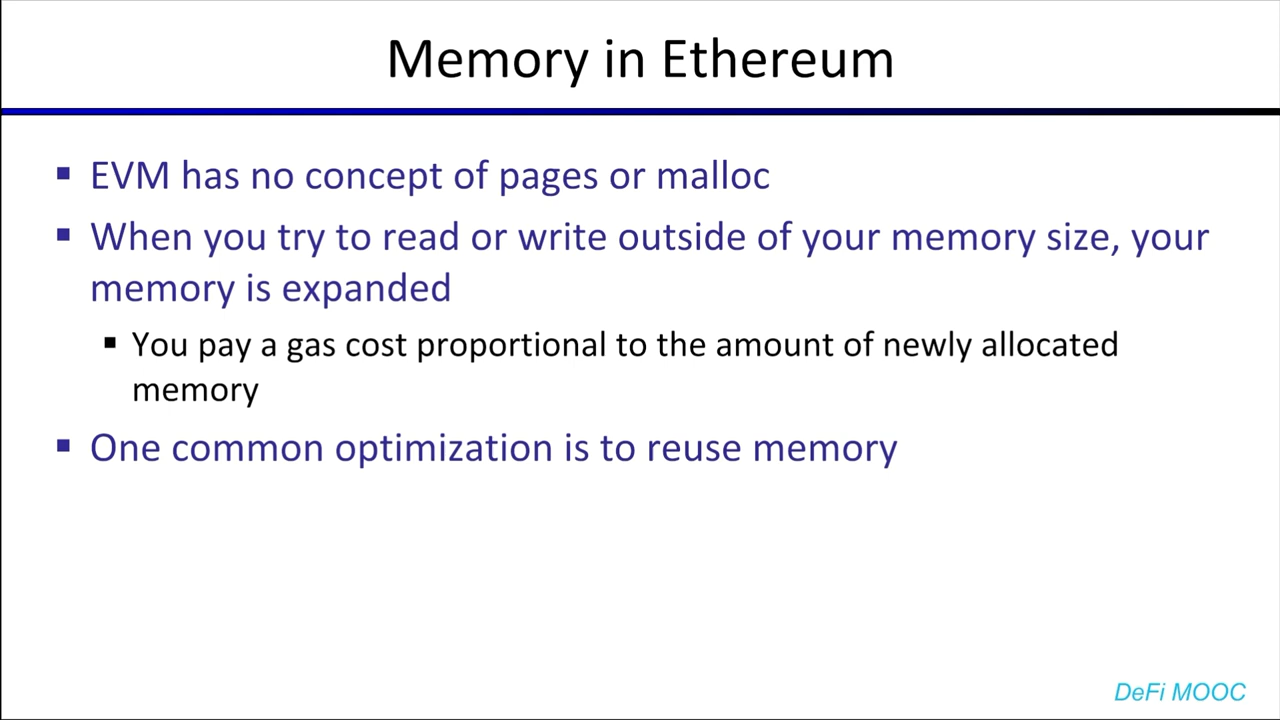 Memory in Ethereum
▪ EVM has no concept of pages or malloc
▪ When you try to read or write outside of your memory size, your
memory is expanded
▪ You pay a gas cost proportional to the amount of newly allocated
memory
▪ One common optimization is to reuse memory
DeFi MOOC